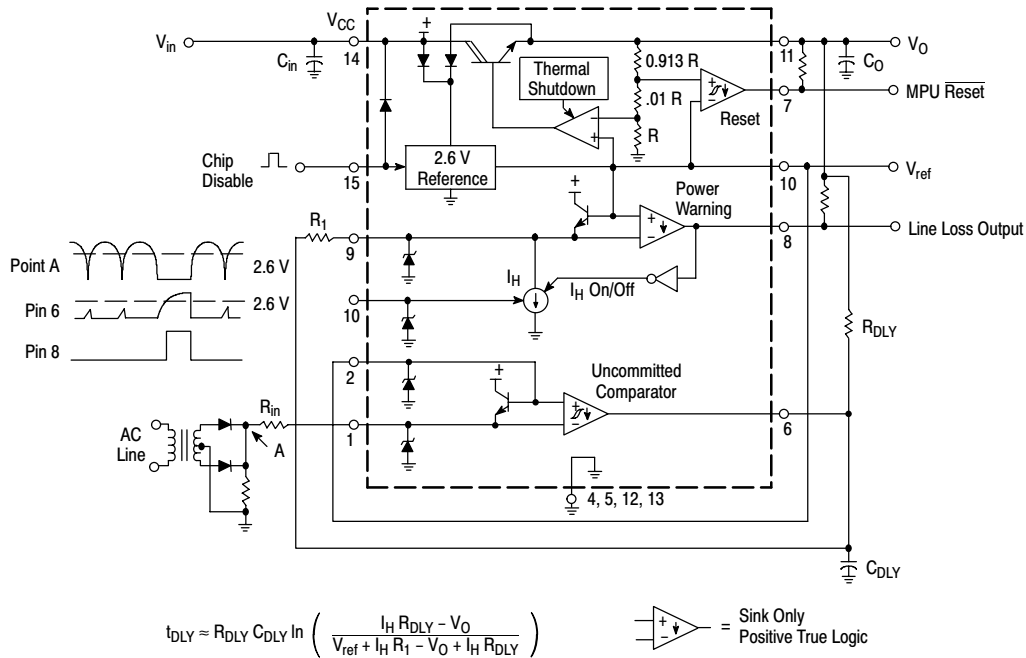 V_CC
V_in
C_in
14
11
V_O
C_O
0.913 R
Thermal Shutdown
.01 R
R
Reset
7
MPU R̅e̅s̅e̅t̅
Chip Disable
15
2.6 V Reference
10
V_ref
Power Warning
R_1
9
8
Line Loss Output
Point A
2.6 V
Pin 6
2.6 V
Pin 8
I_H
I_H On/Off
10
R_DLY
2
Uncommitted Comparator
6
R_in
1
AC Line
A
4, 5, 12, 13
C_DLY
t_DLY ≈ R_DLY C_DLY ln ( (I_H R_DLY – V_O) / (V_ref + I_H R_1 – V_O + I_H R_DLY) )
= Sink Only
Positive True Logic